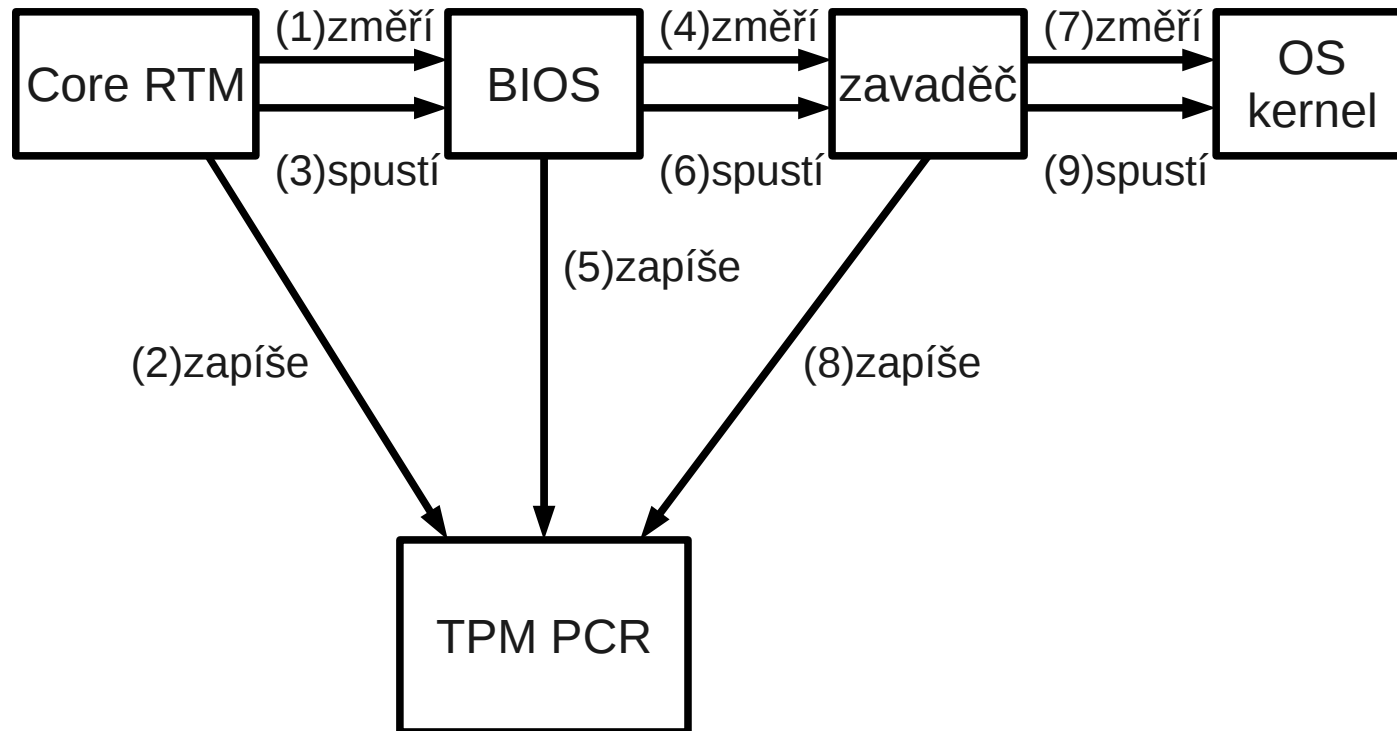 (1)změří
(4)změří
(7)změří
Core RTM
BIOS
zavaděč
OS
kernel
(3)spustí
(6)spustí
(9)spustí
(5)zapíše
(2)zapíše
(8)zapíše
TPM PCR